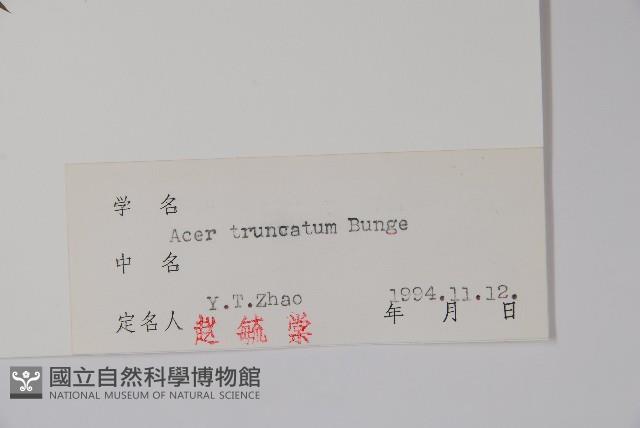 学 名
Acer truncatum Bunge
中 名
Y.T.Zhao 1994.11.12.
定名人 赵毓棠 年 月 日
國立自然科學博物館
NATIONAL MUSEUM OF NATURAL SCIENCE